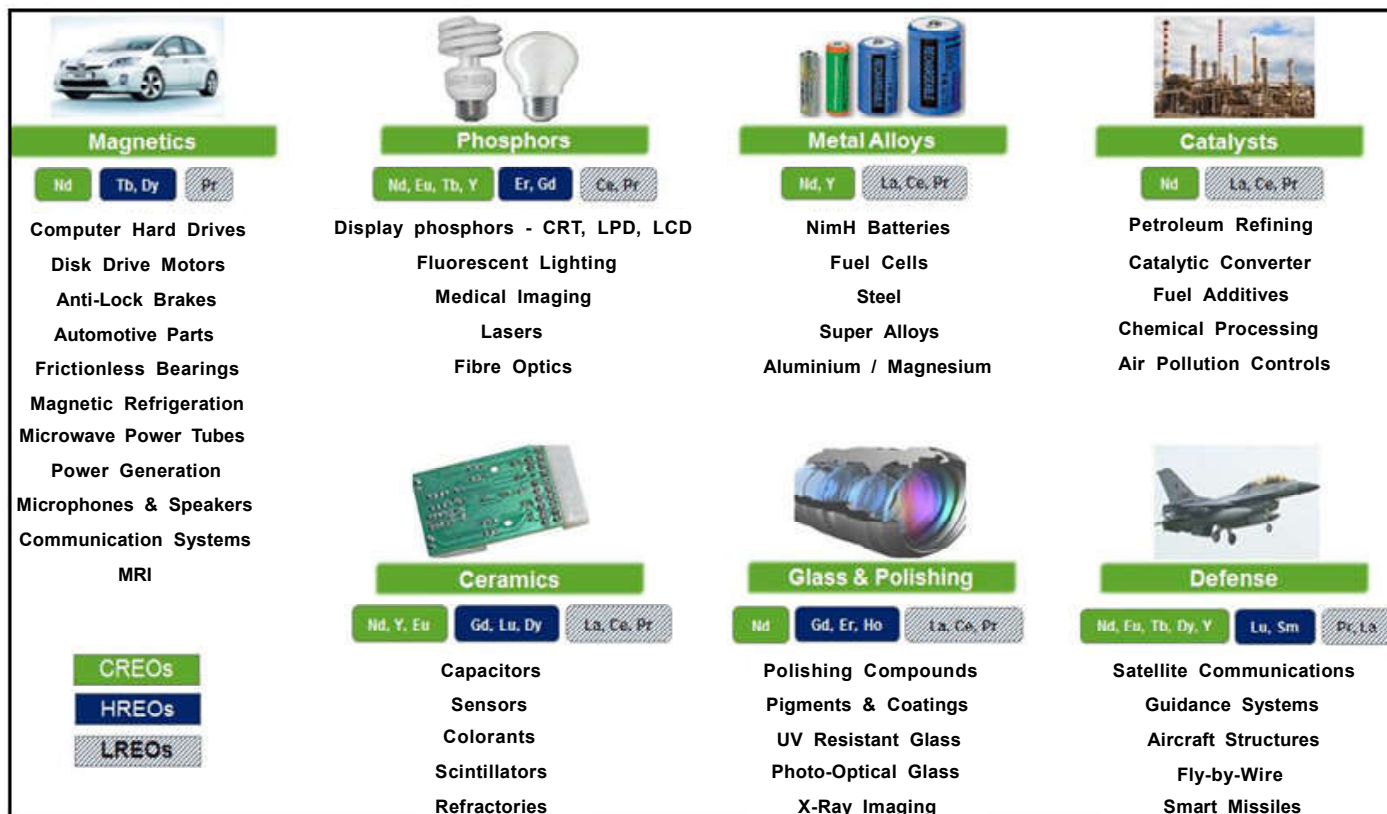 Magnetics
Nd
Tb, Dy
Pr
Computer Hard Drives
Disk Drive Motors
Anti-Lock Brakes
Automotive Parts
Frictionless Bearings
Magnetic Refrigeration
Microwave Power Tubes
Power Generation
Microphones & Speakers
Communication Systems
MRI
Phosphors
Nd, Eu, Tb, Y
Er, Gd
Ce, Pr
Display phosphors - CRT, LPD, LCD
Fluorescent Lighting
Medical Imaging
Lasers
Fibre Optics
Metal Alloys
Nd, Y
La, Ce, Pr
NimH Batteries
Fuel Cells
Steel
Super Alloys
Aluminium / Magnesium
Catalysts
Nd
La, Ce, Pr
Petroleum Refining
Catalytic Converter
Fuel Additives
Chemical Processing
Air Pollution Controls
Ceramics
Nd, Y, Eu
Gd, Lu, Dy
La, Ce, Pr
Capacitors
Sensors
Colorants
Scintillators
Refractories
Glass & Polishing
Nd
Gd, Er, Ho
La, Ce, Pr
Polishing Compounds
Pigments & Coatings
UV Resistant Glass
Photo-Optical Glass
X-Ray Imaging
Defense
Nd, Eu, Tb, Dy, Y
Lu, Sm
Pr, La
Satellite Communications
Guidance Systems
Aircraft Structures
Fly-by-Wire
Smart Missiles
CREOs
HREOs
LREOs